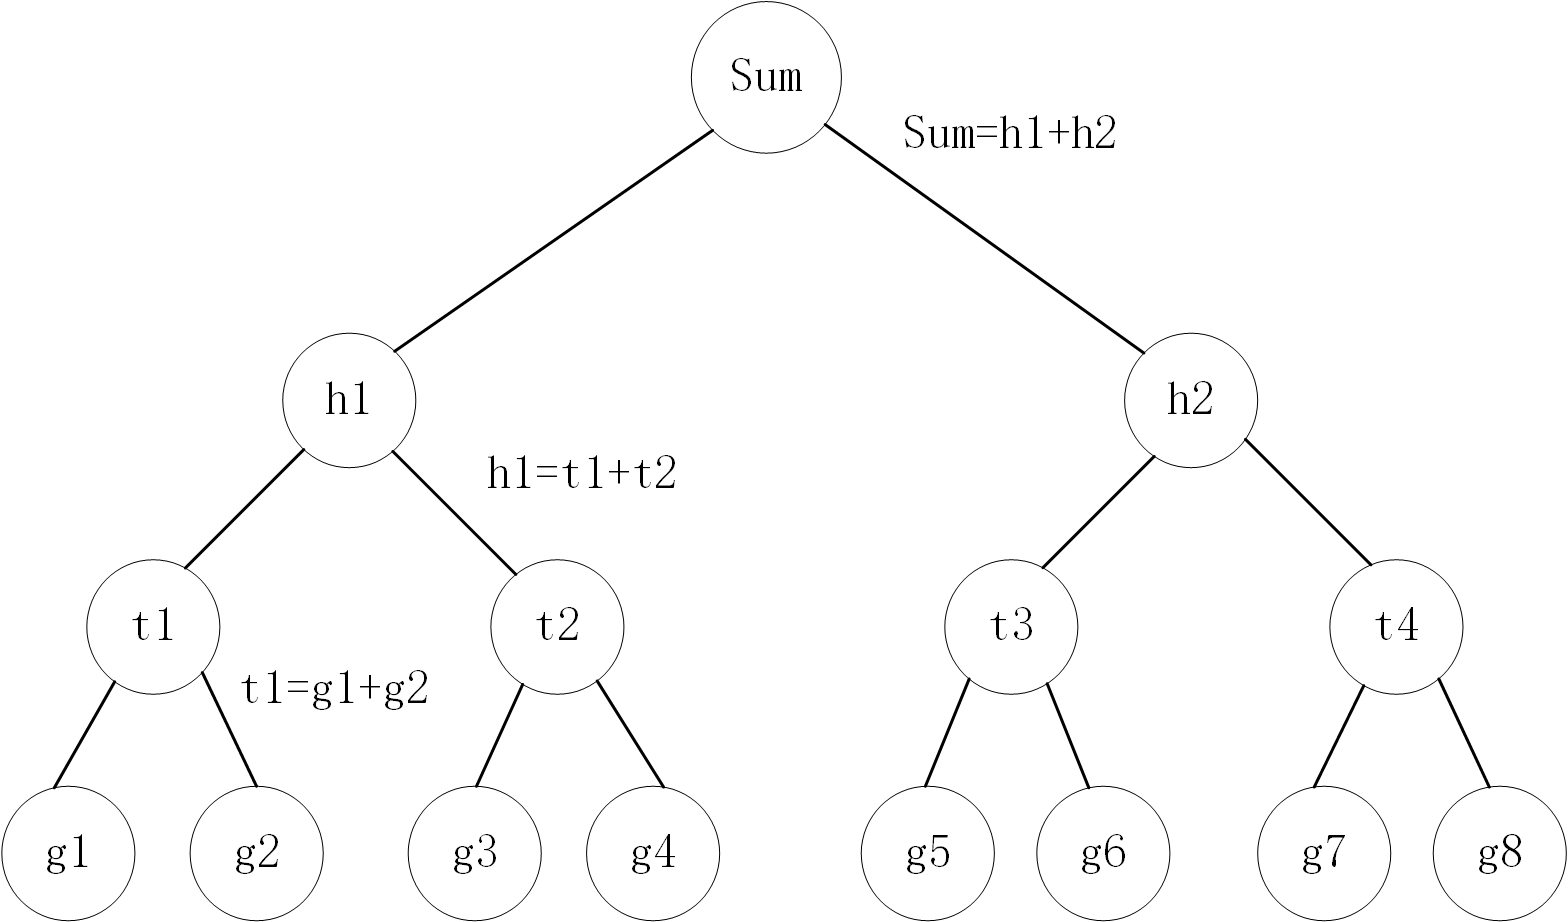 Sum
Sum=h1+h2
h1
h2
h1=t1+t2
t1
t2
t3
t4
t1=g1+g2
g1
g2
g3
g4
g5
g6
g7
g8